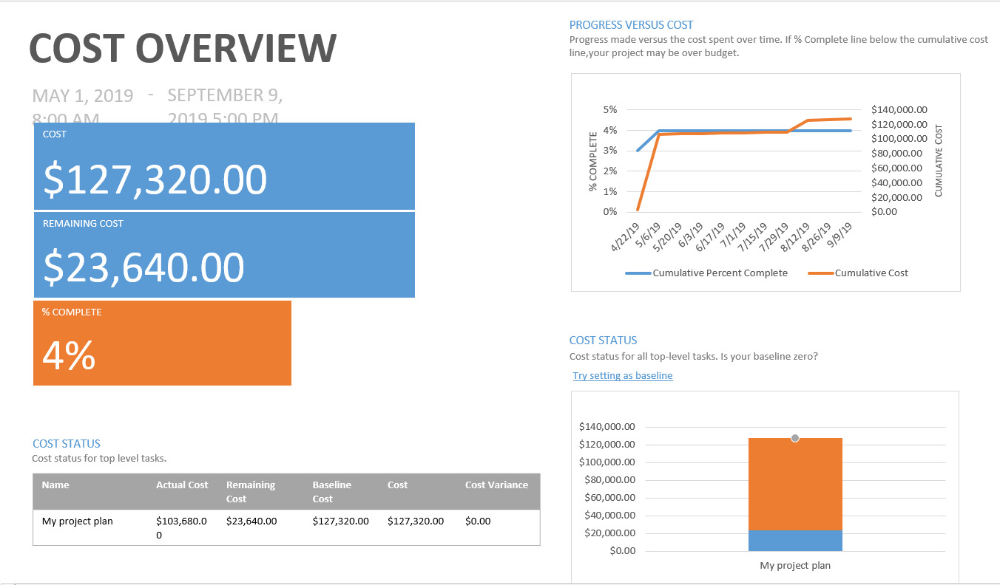 COST OVERVIEW
MAY 1, 2019 - SEPTEMBER 9,
8:00 AM 2019 5:00 PM
COST
$127,320.00
REMAINING COST
$23,640.00
% COMPLETE
4%
COST STATUS
Cost status for top level tasks.
Name Actual Cost Remaining Baseline Cost Cost Variance
Cost Cost
My project plan $103,680.0 $23,640.00 $127,320.00 $127,320.00 $0.00
0
PROGRESS VERSUS COST
Progress made versus the cost spent over time. If % Complete line below the cumulative cost
line,your project may be over budget.
% COMPLETE
5%
4%
3%
2%
1%
0%
$140,000.00
$120,000.00
$100,000.00
$80,000.00
$60,000.00
$40,000.00
$20,000.00
$0.00
CUMULATIVE COST
4/22/19
5/6/19
5/20/19
6/3/19
6/17/19
7/1/19
7/15/19
7/29/19
8/12/19
8/26/19
9/9/19
Cumulative Percent Complete Cumulative Cost
COST STATUS
Cost status for all top-level tasks. Is your baseline zero?
Try setting as baseline
$140,000.00
$120,000.00
$100,000.00
$80,000.00
$60,000.00
$40,000.00
$20,000.00
$0.00
My project plan